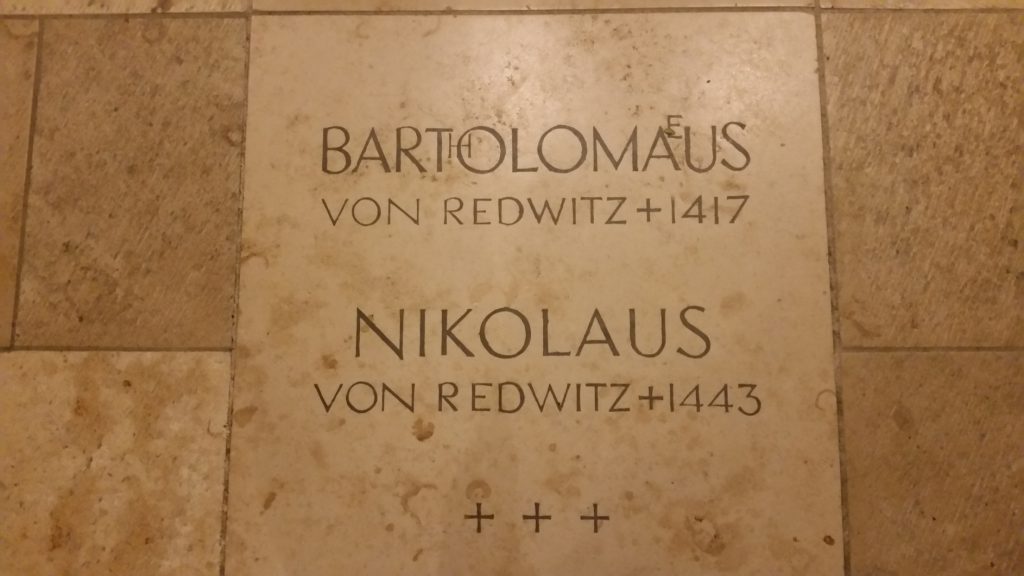 BARTHOLOMAEUS
VON REDWITZ + 1417
NIKOLAUS
VON REDWITZ + 1443
+ + +